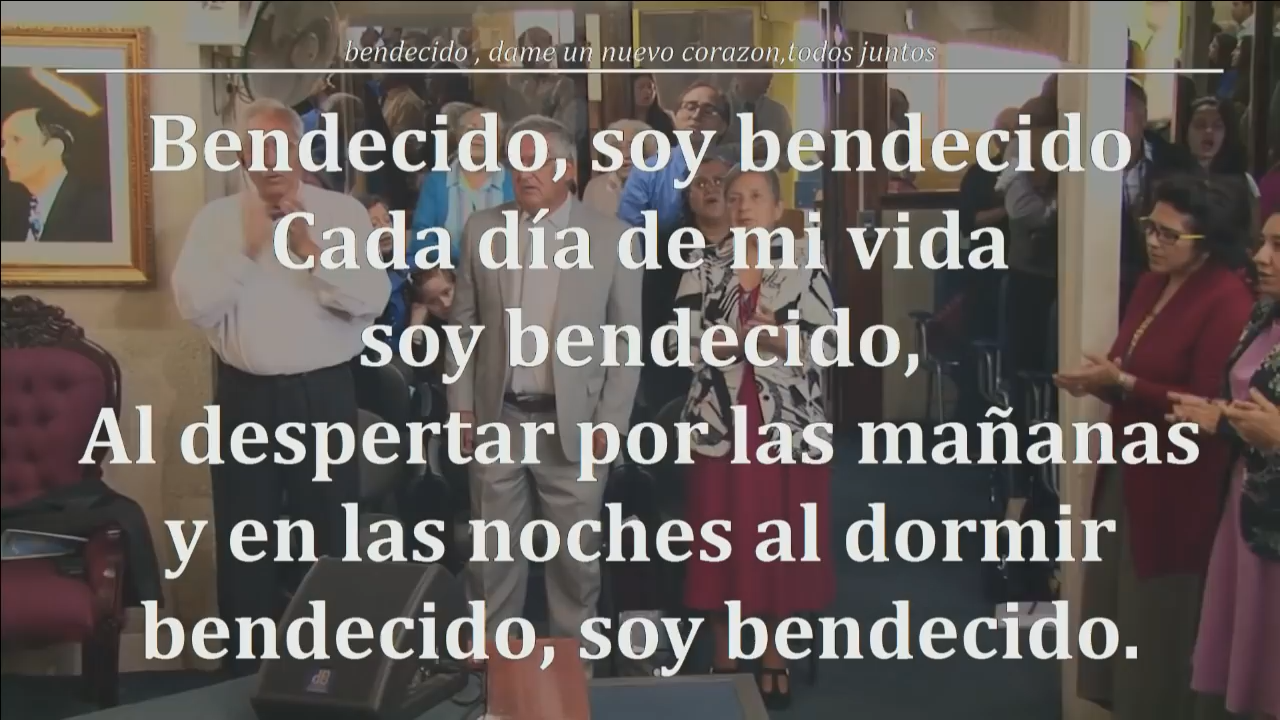 bendecido , dame un nuevo corazon,todos juntos
Bendecido, soy bendecido
Cada día de mi vida
soy bendecido,
Al despertar por las mañanas
y en las noches al dormir
bendecido, soy bendecido.
dB